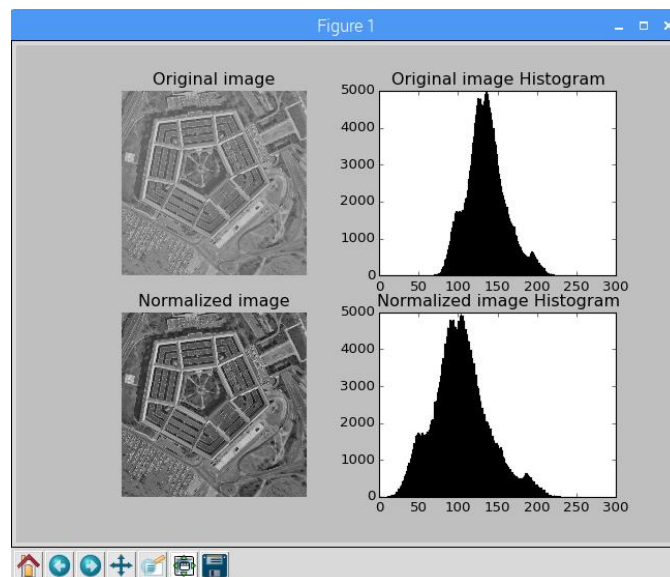 Figure 1
Original image
Original image Histogram
5000
4000
3000
2000
1000
0
0 50 100 150 200 250 300
Normalized image
Normalized image Histogram
5000
4000
3000
2000
1000
0
0 50 100 150 200 250 300